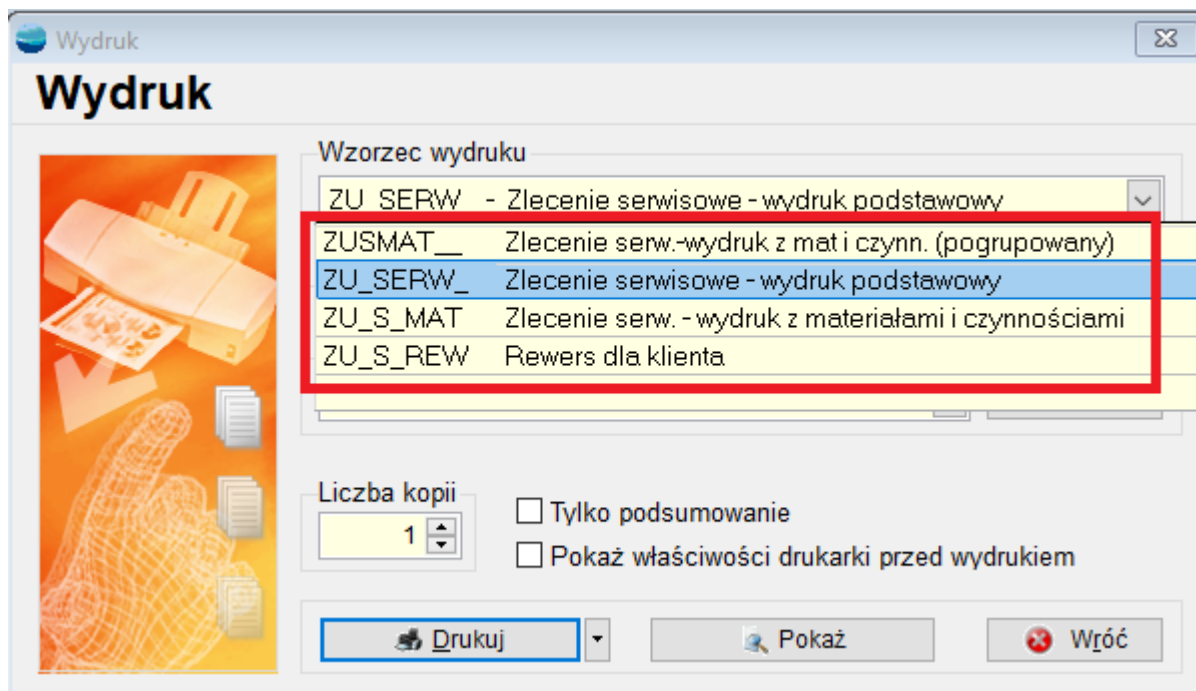 Wydruk
Wydruk
Wzorzec wydruku
ZU_SERW - Zlecenie serwisowe - wydruk podstawowy
ZUSMAT__ Zlecenie serw.-wydruk z mat i czynn. (pogrupowany)
ZU_SERW_ Zlecenie serwisowe - wydruk podstawowy
ZU_S_MAT Zlecenie serw. - wydruk z materiałami i czynnościami
ZU_S_REW Rewers dla klienta
Liczba kopii
1
Tylko podsumowanie
Pokaż właściwości drukarki przed wydrukiem
Drukuj Pokaż Wróć